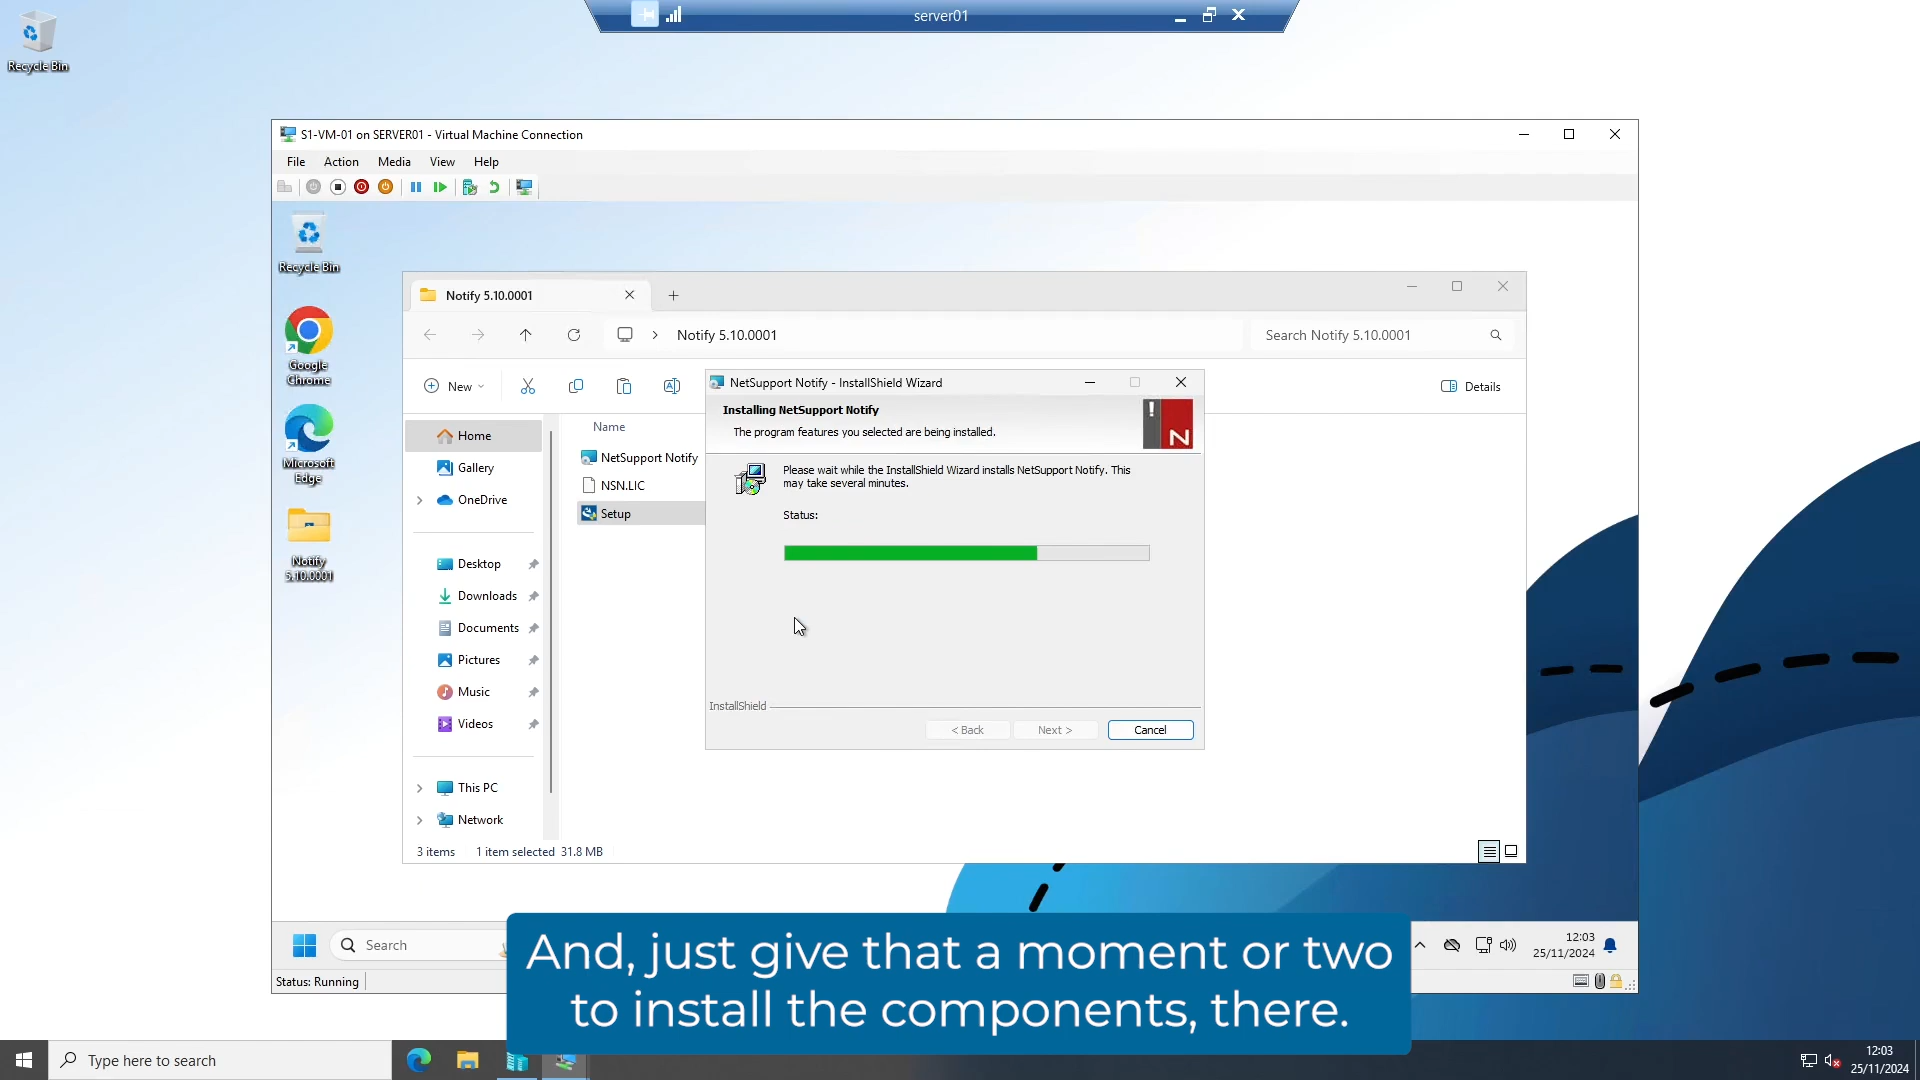 server01
Recycle Bin
S1-VM-01 on SERVER01 - Virtual Machine Connection
File Action Media View Help
Recycle Bin
Google
Chrome
Microsoft
Edge
Notify
5.10.0001
Notify 5.10.0001
Notify 5.10.0001
Search Notify 5.10.0001
New
Details
Home
Gallery
OneDrive
Desktop
Downloads
Documents
Pictures
Music
Videos
This PC
Network
Name
NetSupport Notify
NSN.LIC
Setup
3 items 1 item selected 31.8 MB
NetSupport Notify - InstallShield Wizard
Installing NetSupport Notify
The program features you selected are being installed.
! N
Please wait while the InstallShield Wizard installs NetSupport Notify. This
may take several minutes.
Status:
InstallShield
< Back Next > Cancel
Search
12:03
25/11/2024
Status: Running
And, just give that a moment or two
to install the components, there.
Type here to search
12:03
25/11/2024